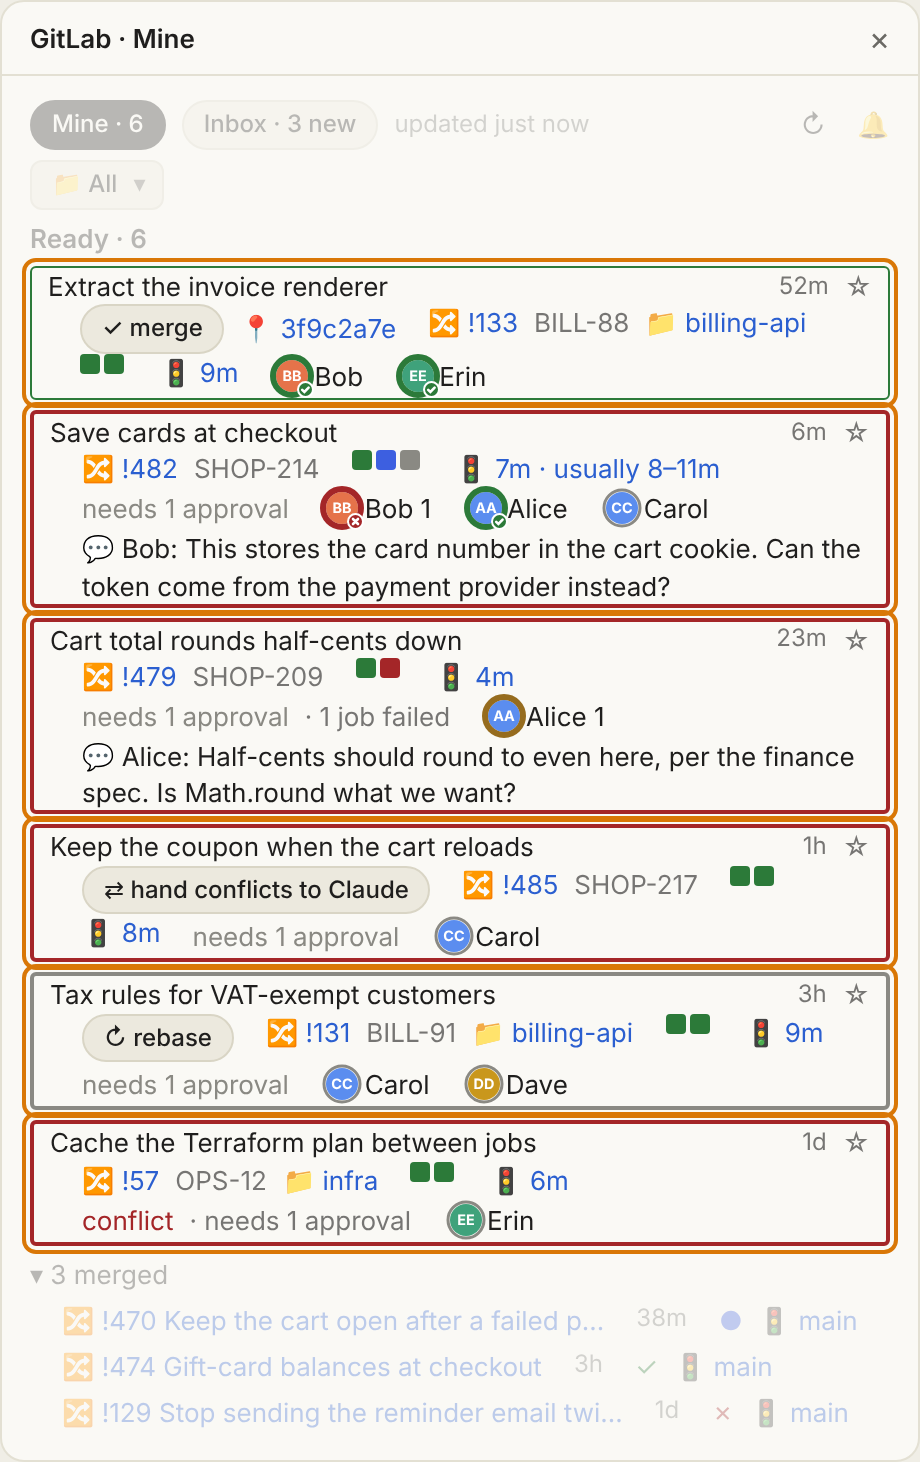 GitLab · Mine ×
Mine · 6 Inbox · 3 new updated just now
All ▾
Ready · 6
Extract the invoice renderer 52m ☆
✓ merge 3f9c2a7e !133 BILL-88 billing-api
9m BB Bob EE Erin
Save cards at checkout 6m ☆
!482 SHOP-214 7m · usually 8–11m
needs 1 approval BB Bob 1 AA Alice CC Carol
Bob: This stores the card number in the cart cookie. Can the
token come from the payment provider instead?
Cart total rounds half-cents down 23m ☆
!479 SHOP-209 4m
needs 1 approval · 1 job failed AA Alice 1
Alice: Half-cents should round to even here, per the finance
spec. Is Math.round what we want?
Keep the coupon when the cart reloads 1h ☆
⇄ hand conflicts to Claude !485 SHOP-217
8m needs 1 approval CC Carol
Tax rules for VAT-exempt customers 3h ☆
↻ rebase !131 BILL-91 billing-api 9m
needs 1 approval CC Carol DD Dave
Cache the Terraform plan between jobs 1d ☆
!57 OPS-12 infra 6m
conflict · needs 1 approval EE Erin
▾ 3 merged
!470 Keep the cart open after a failed p... 38m main
!474 Gift-card balances at checkout 3h ✓ main
!129 Stop sending the reminder email twi... 1d × main